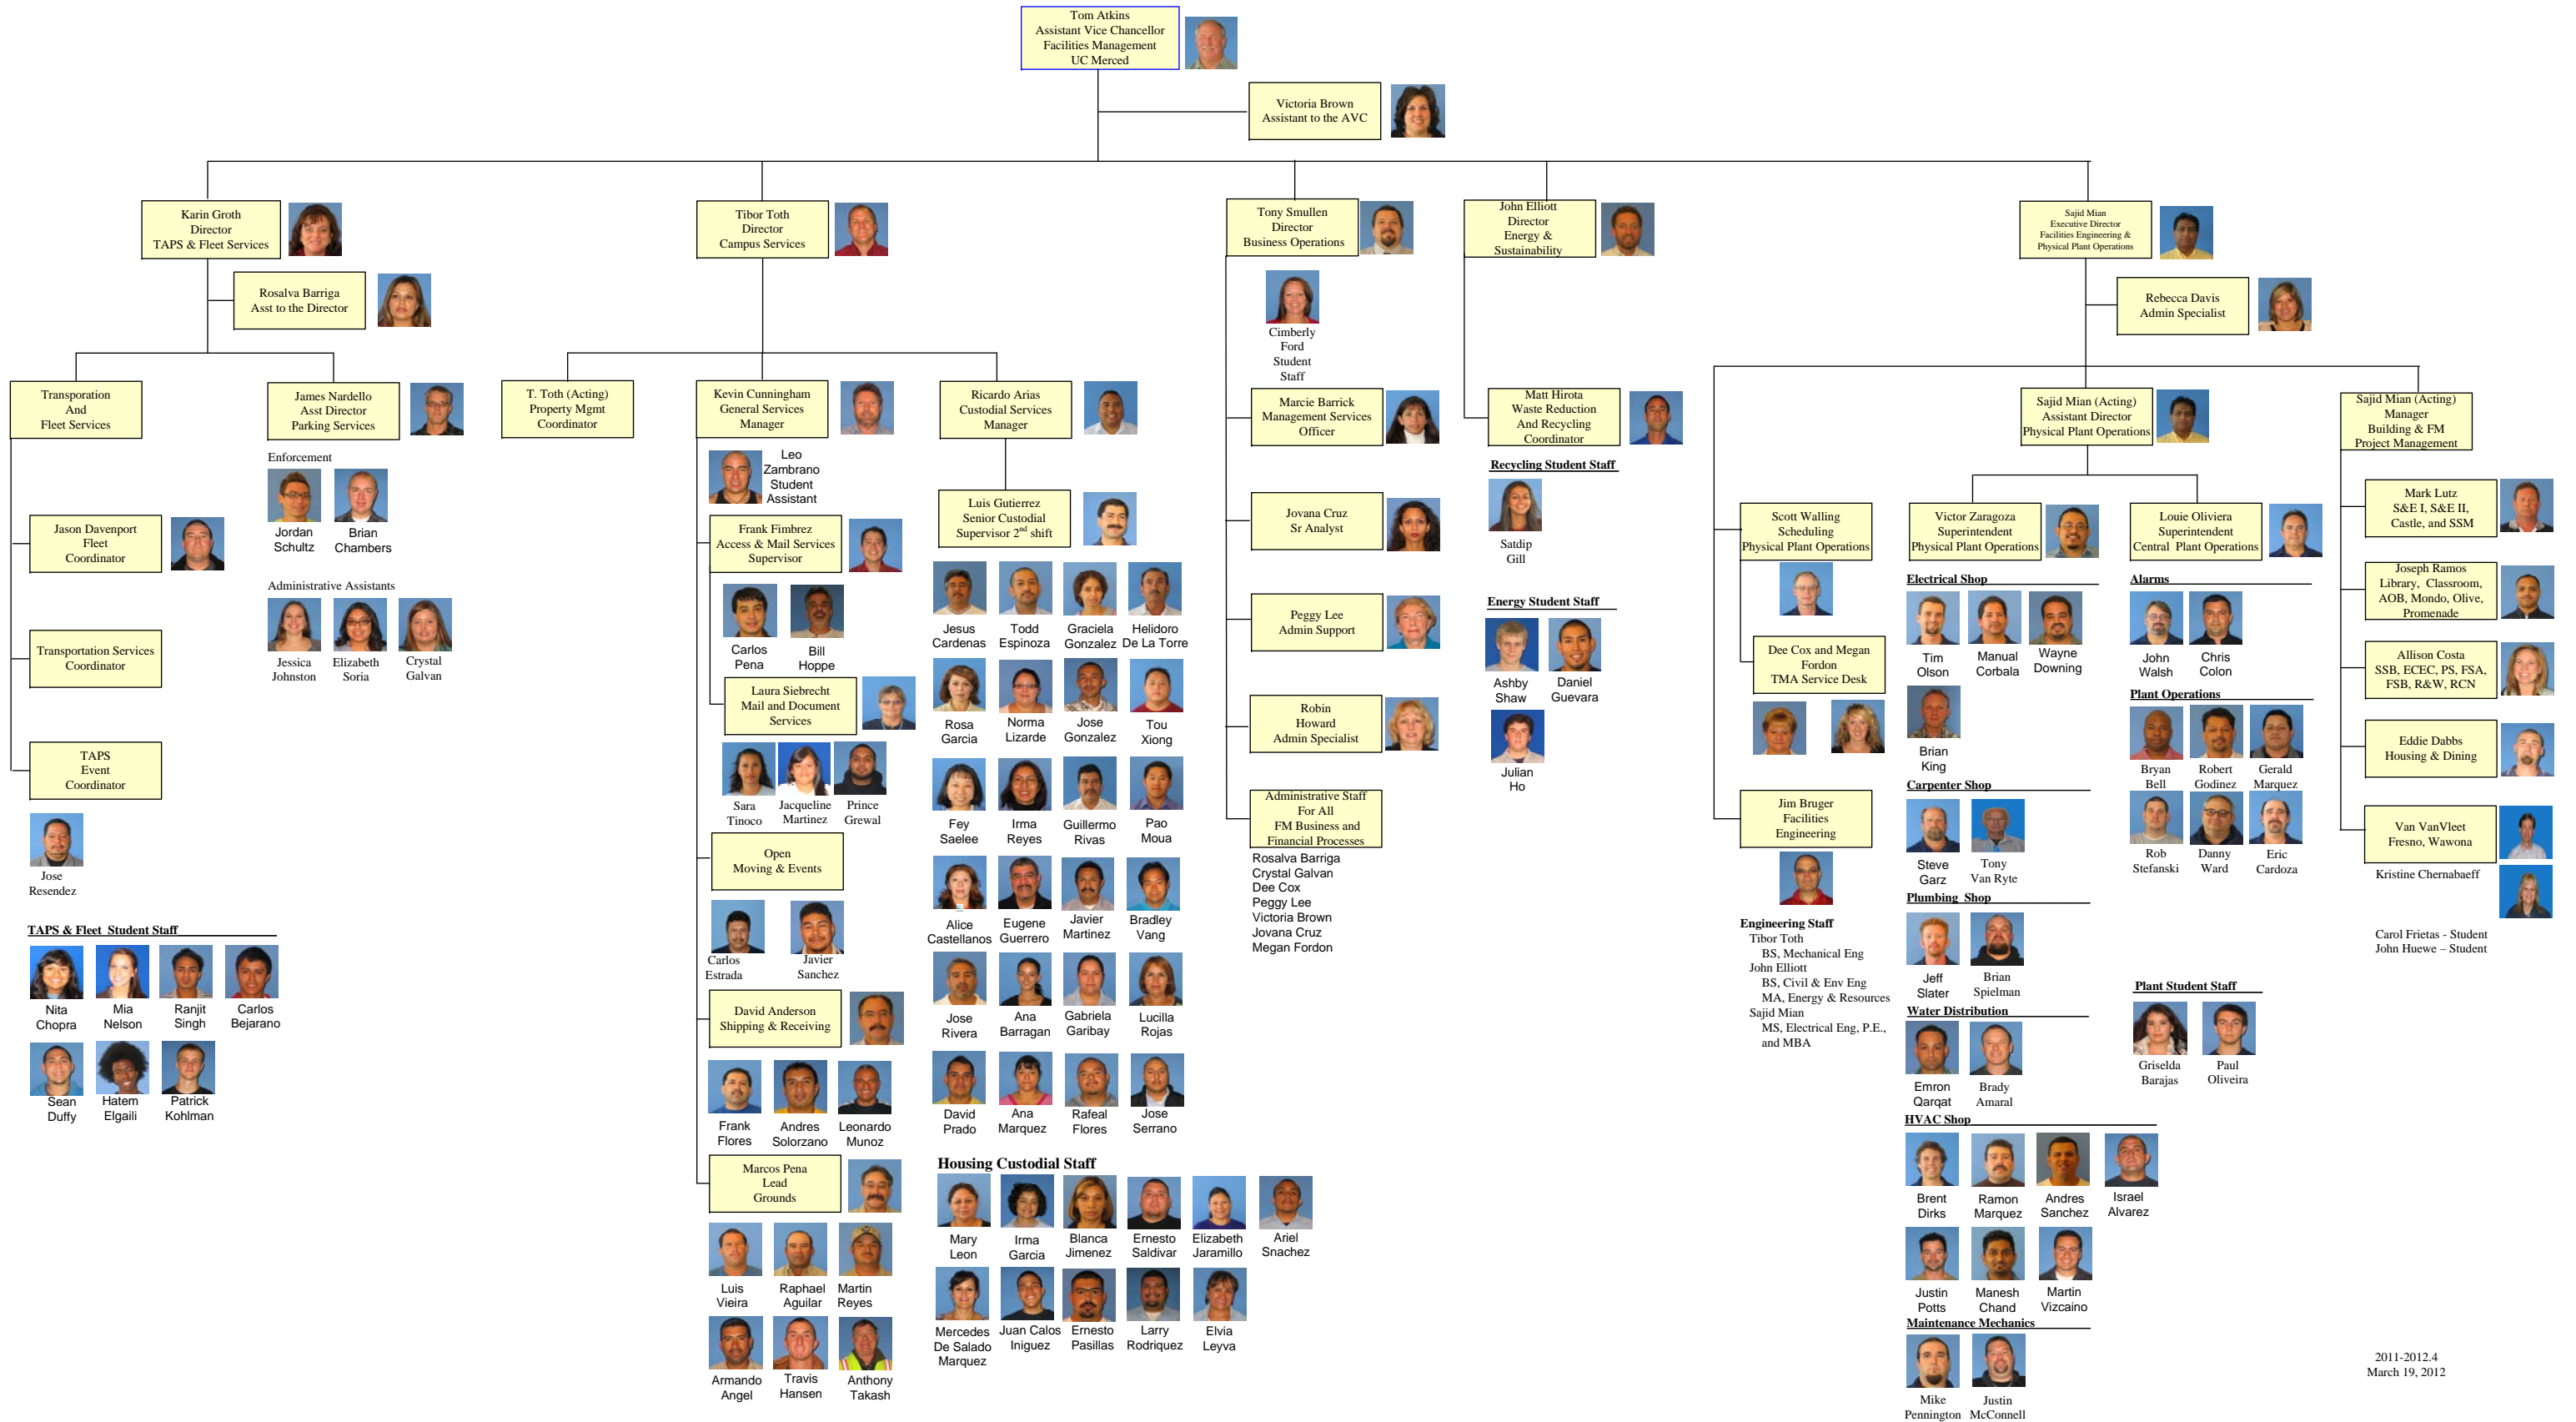 Tom Atkins
Assistant Vice Chancellor
Facilities Management
UC Merced
Victoria Brown
Assistant to the AVC
Karin Groth
Director
TAPS & Fleet Services
Rosalva Barriga
Asst to the Director
Transporation
And
Fleet Services
Jason Davenport
Fleet
Coordinator
Transportation Services
Coordinator
TAPS
Event
Coordinator
Jose
Resendez
James Nardello
Asst Director
Parking Services
Enforcement
Jordan
Schultz
Brian
Chambers
Administrative Assistants
Jessica
Johnston
Elizabeth
Soria
Crystal
Galvan
TAPS & Fleet Student Staff
Nita
Chopra
Mia
Nelson
Ranjit
Singh
Carlos
Bejarano
Sean
Duffy
Hatem
Elgaili
Patrick
Kohlman
Tibor Toth
Director
Campus Services
T. Toth (Acting)
Property Mgmt
Coordinator
Kevin Cunningham
General Services
Manager
Leo
Zambrano
Student
Assistant
Frank Fimbrez
Access & Mail Services
Supervisor
Carlos
Pena
Bill
Hoppe
Laura Siebrecht
Mail and Document
Services
Sara
Tinoco
Jacqueline
Martinez
Prince
Grewal
Open
Moving & Events
Carlos
Estrada
Javier
Sanchez
David Anderson
Shipping & Receiving
Frank
Flores
Andres
Solorzano
Leonardo
Munoz
Marcos Pena
Lead
Grounds
Luis
Vieira
Raphael
Aguilar
Martin
Reyes
Armando
Angel
Travis
Hansen
Anthony
Takash
Ricardo Arias
Custodial Services
Manager
Luis Gutierrez
Senior Custodial
Supervisor 2nd shift
Jesus
Cardenas
Todd
Espinoza
Graciela
Gonzalez
Helidoro
De La Torre
Rosa
Garcia
Norma
Lizarde
Jose
Gonzalez
Tou
Xiong
Fey
Saelee
Irma
Reyes
Guillermo
Rivas
Pao
Moua
Alice
Castellanos
Eugene
Guerrero
Javier
Martinez
Bradley
Vang
Jose
Rivera
Ana
Barragan
Gabriela
Garibay
Lucilla
Rojas
David
Prado
Ana
Marquez
Rafeal
Flores
Jose
Serrano
Housing Custodial Staff
Mary
Leon
Irma
Garcia
Blanca
Jimenez
Ernesto
Saldivar
Elizabeth
Jaramillo
Ariel
Snachez
Mercedes
De Salado
Marquez
Juan Calos
Iniguez
Ernesto
Pasillas
Larry
Rodriquez
Elvia
Leyva
Tony Smullen
Director
Business Operations
Cimberly
Ford
Student
Staff
Marcie Barrick
Management Services
Officer
Jovana Cruz
Sr Analyst
Peggy Lee
Admin Support
Robin
Howard
Admin Specialist
Administrative Staff
For All
FM Business and
Financial Processes
Rosalva Barriga
Crystal Galvan
Dee Cox
Peggy Lee
Victoria Brown
Jovana Cruz
Megan Fordon
John Elliott
Director
Energy &
Sustainability
Matt Hirota
Waste Reduction
And Recycling
Coordinator
Recycling Student Staff
Satdip
Gill
Energy Student Staff
Ashby
Shaw
Daniel
Guevara
Julian
Ho
Sajid Mian
Executive Director
Facilities Engineering &
Physical Plant Operations
Rebecca Davis
Admin Specialist
Scott Walling
Scheduling
Physical Plant Operations
Dee Cox and Megan
Fordon
TMA Service Desk
Jim Bruger
Facilities
Engineering
Engineering Staff
Tibor Toth
BS, Mechanical Eng
John Elliott
BS, Civil & Env Eng
MA, Energy & Resources
Sajid Mian
MS, Electrical Eng, P.E.,
and MBA
Sajid Mian (Acting)
Assistant Director
Physical Plant Operations
Victor Zaragoza
Superintendent
Physical Plant Operations
Electrical Shop
Tim
Olson
Manual
Corbala
Wayne
Downing
Brian
King
Carpenter Shop
Steve
Garz
Tony
Van Ryte
Plumbing Shop
Jeff
Slater
Brian
Spielman
Water Distribution
Emron
Qarqat
Brady
Amaral
HVAC Shop
Brent
Dirks
Ramon
Marquez
Andres
Sanchez
Israel
Alvarez
Justin
Potts
Manesh
Chand
Martin
Vizcaino
Maintenance Mechanics
Mike
Pennington
Justin
McConnell
Louie Oliviera
Superintendent
Central Plant Operations
Alarms
John
Walsh
Chris
Colon
Plant Operations
Bryan
Bell
Robert
Godinez
Gerald
Marquez
Rob
Stefanski
Danny
Ward
Eric
Cardoza
Plant Student Staff
Griselda
Barajas
Paul
Oliveira
Sajid Mian (Acting)
Manager
Building & FM
Project Management
Mark Lutz
S&E I, S&E II,
Castle, and SSM
Joseph Ramos
Library, Classroom,
AOB, Mondo, Olive,
Promenade
Allison Costa
SSB, ECEC, PS, FSA,
FSB, R&W, RCN
Eddie Dabbs
Housing & Dining
Van VanVleet
Fresno, Wawona
Kristine Chernabaeff
Carol Frietas - Student
John Huewe – Student
2011-2012.4
March 19, 2012